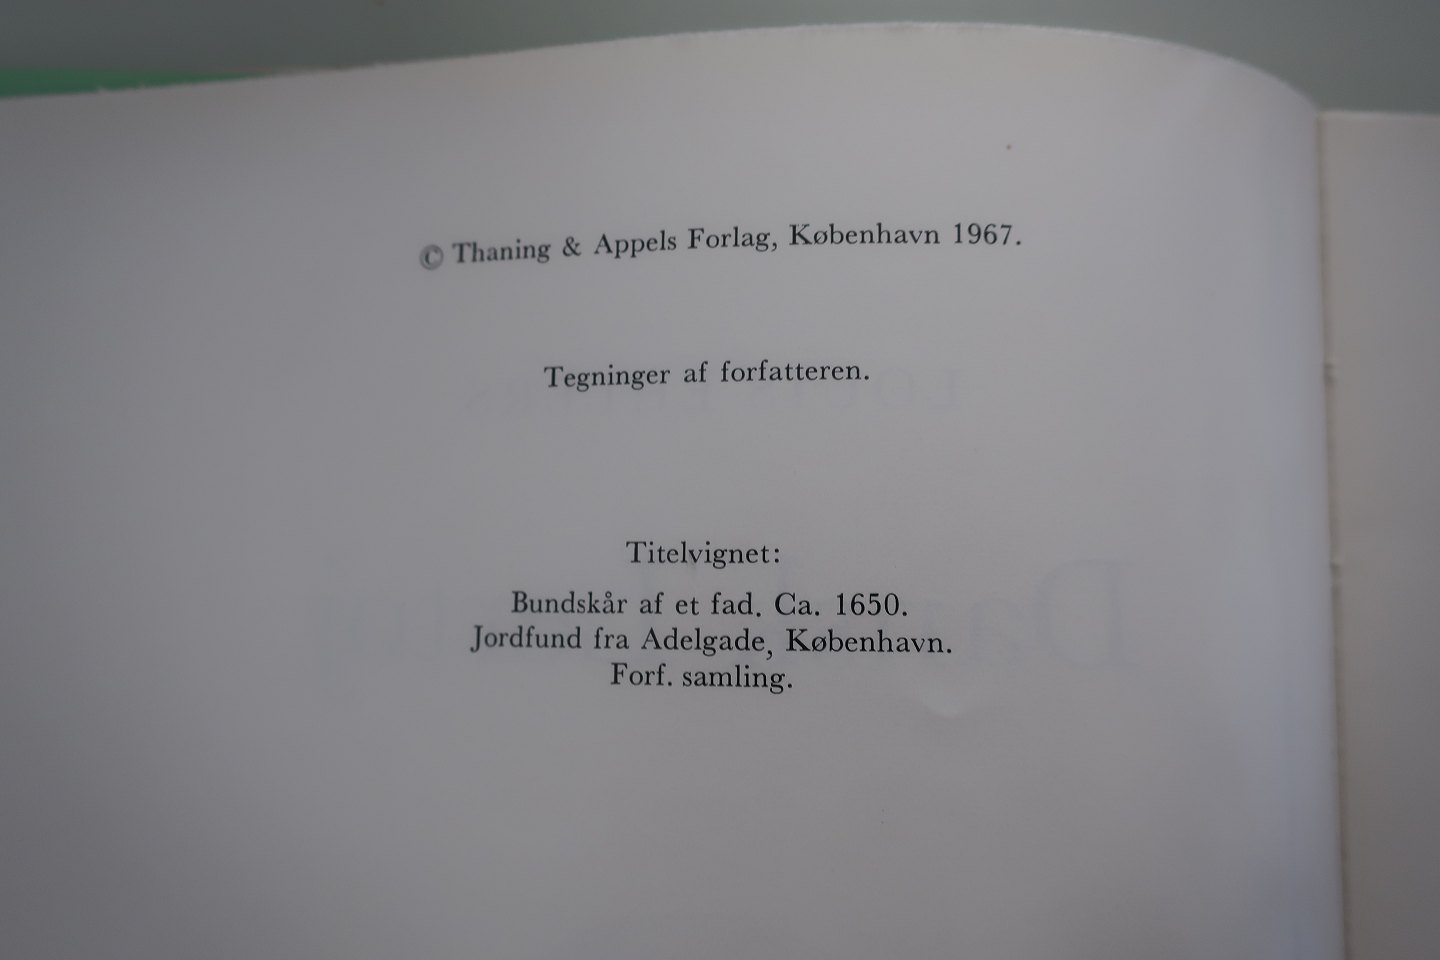 © Thaning & Appels Forlag, København 1967.
Tegninger af forfatteren.
Titelvignet:
Bundskår af et fad. Ca. 1650.
Jordfund fra Adelgade, København.
Forf. samling.